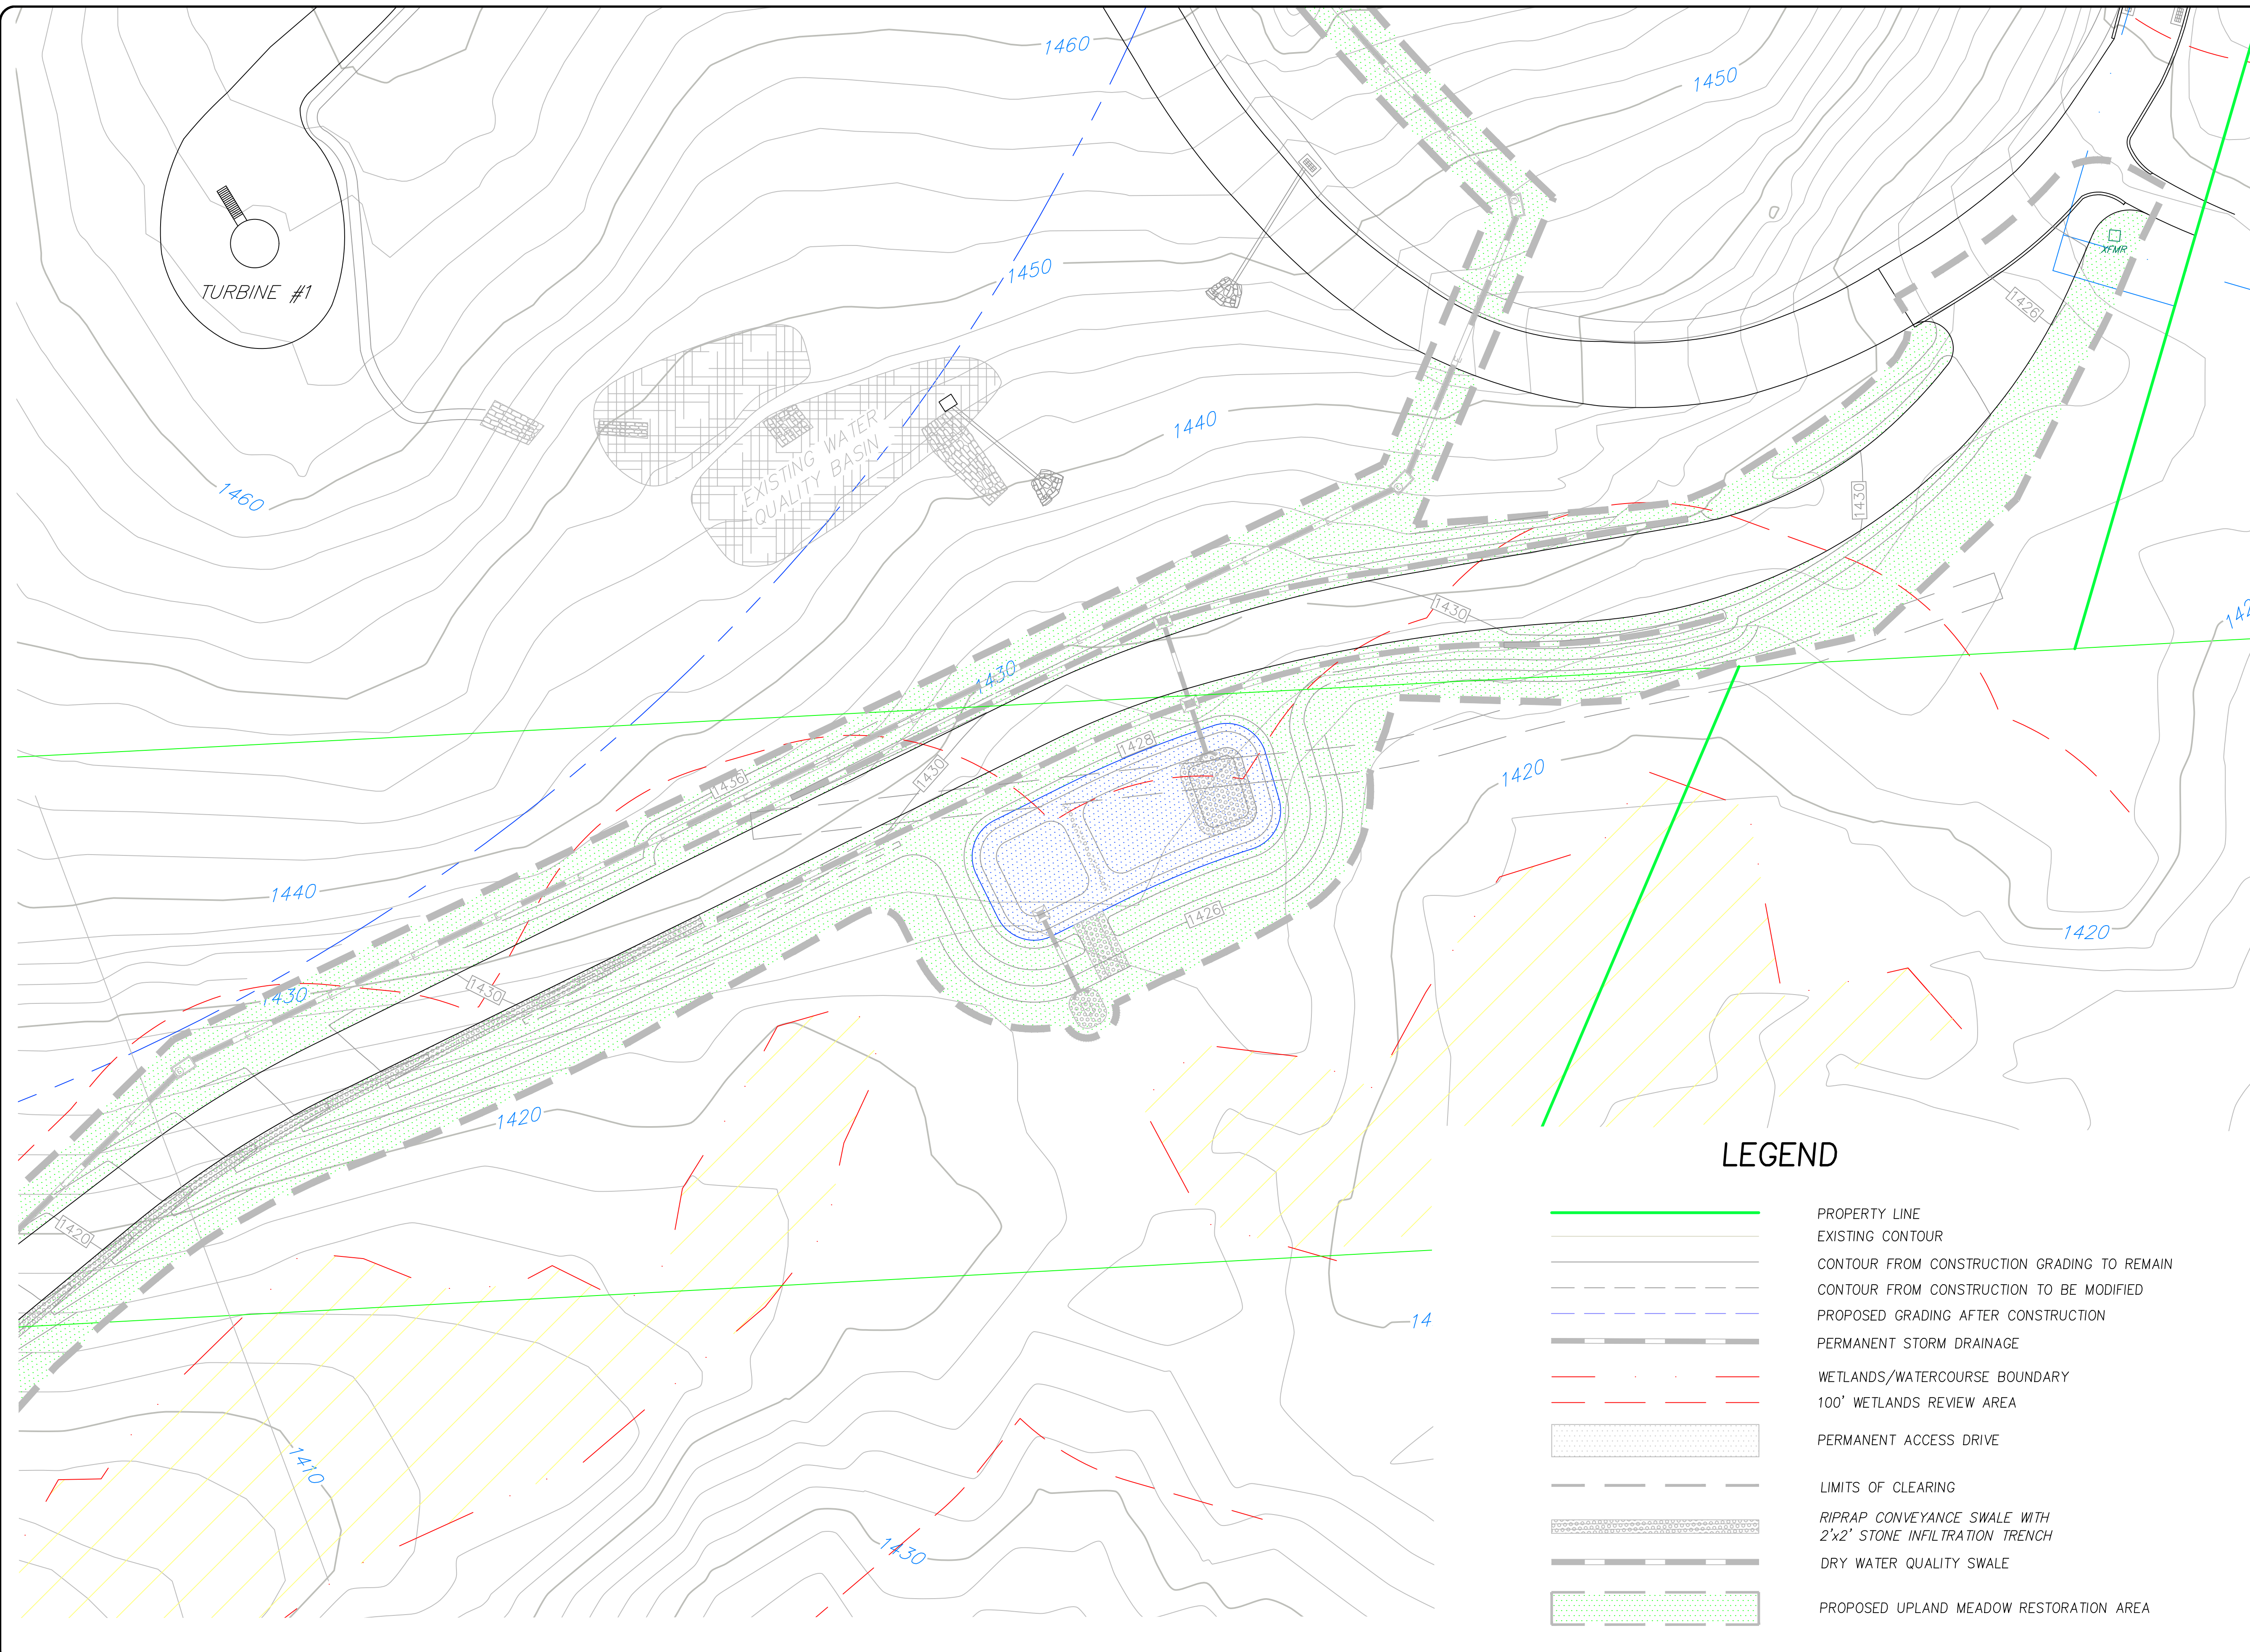 1460
1450
TURBINE #1
1450
XFMR
1426
1440
EXISTING WATER
QUALITY BASIN
1460
1430
1430
1430
1428
1420
1436
1430
1440
1426
1420
1430
1430
1420
1420
1410
1430
14
LEGEND
PROPERTY LINE
EXISTING CONTOUR
CONTOUR FROM CONSTRUCTION GRADING TO REMAIN
CONTOUR FROM CONSTRUCTION TO BE MODIFIED
PROPOSED GRADING AFTER CONSTRUCTION
PERMANENT STORM DRAINAGE
WETLANDS/WATERCOURSE BOUNDARY
100' WETLANDS REVIEW AREA
PERMANENT ACCESS DRIVE
LIMITS OF CLEARING
RIPRAP CONVEYANCE SWALE WITH
2'x2' STONE INFILTRATION TRENCH
DRY WATER QUALITY SWALE
PROPOSED UPLAND MEADOW RESTORATION AREA